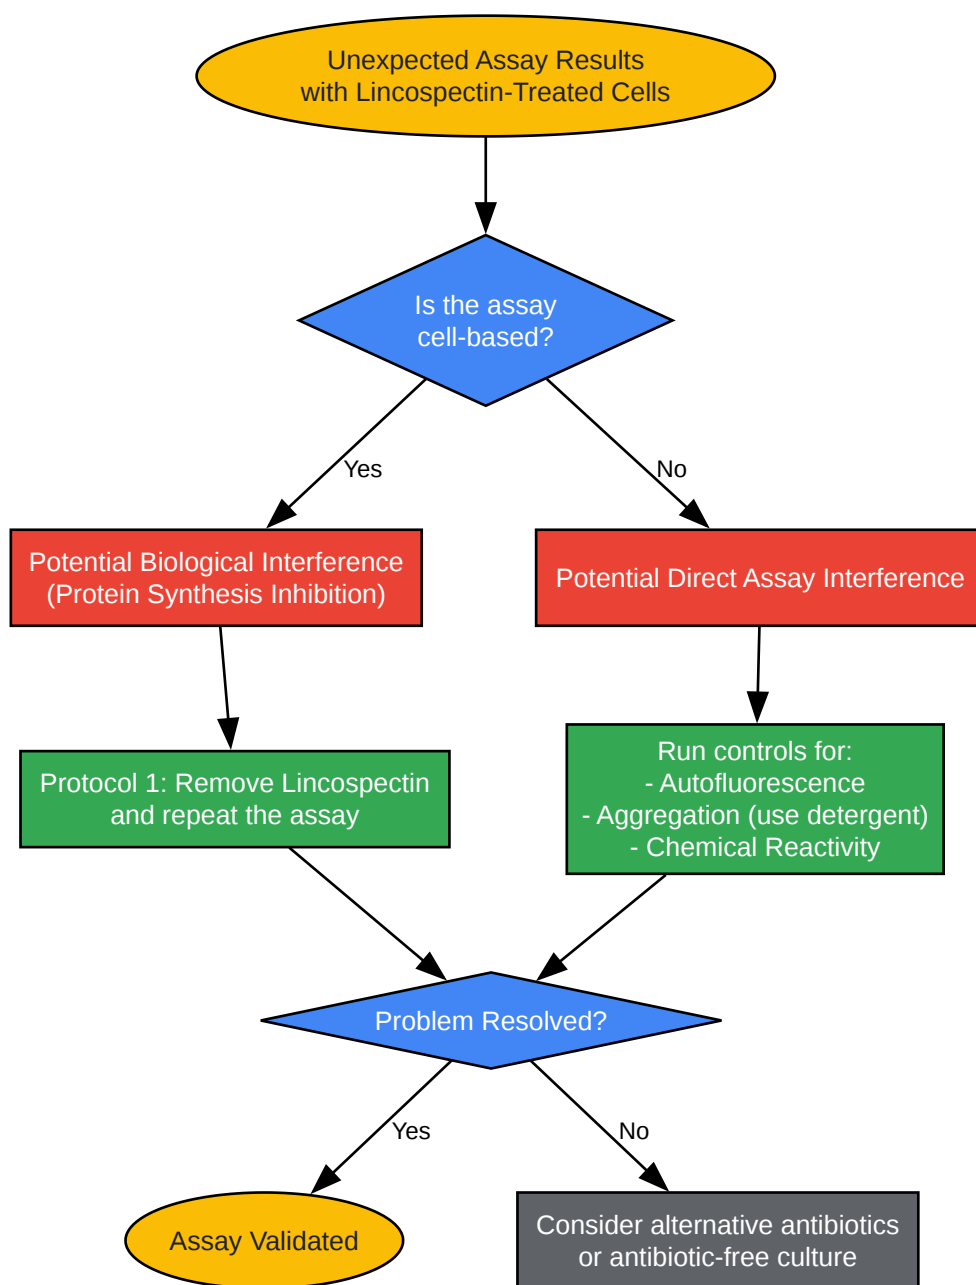 Unexpected Assay Results
with Lincospectin-Treated Cells
Is the assay
cell-based?
Yes
No
Potential Biological Interference
(Protein Synthesis Inhibition)
Potential Direct Assay Interference
Protocol 1: Remove Lincospectin
and repeat the assay
Run controls for:
- Autofluorescence
- Aggregation (use detergent)
- Chemical Reactivity
Problem Resolved?
Yes
No
Assay Validated
Consider alternative antibiotics
or antibiotic-free culture